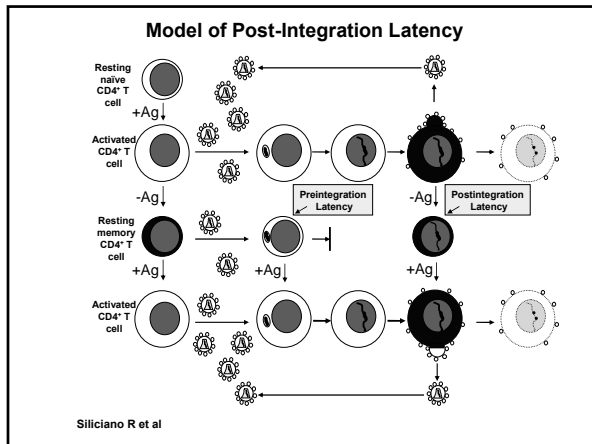 Model of Post-Integration Latency
Resting
naïve
CD4⁺ T
cell
+Ag
Activated
CD4⁺ T
cell
-Ag
Preintegration
Latency
-Ag
Postintegration
Latency
Resting
memory
CD4⁺ T
cell
+Ag
+Ag
+Ag
Activated
CD4⁺ T
cell
Siliciano R et al